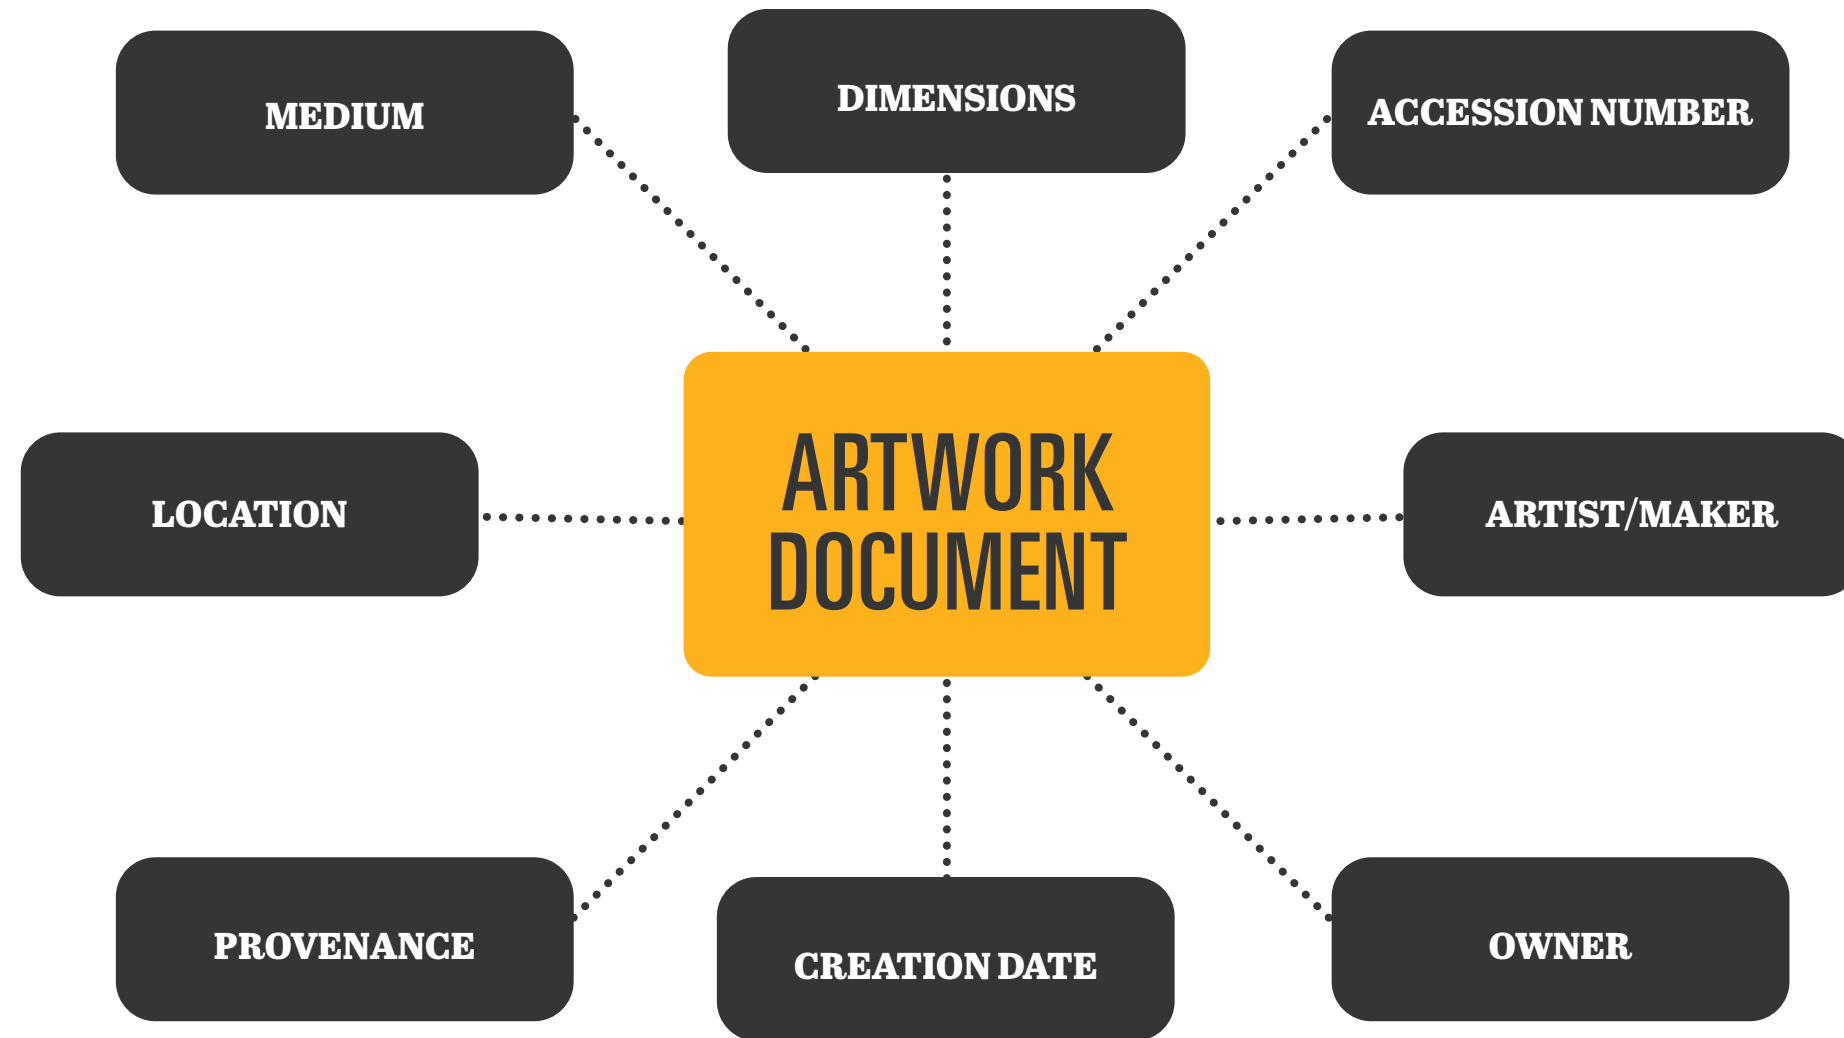 MEDIUM
DIMENSIONS
ACCESSION NUMBER
LOCATION
ARTWORK
DOCUMENT
ARTIST/MAKER
PROVENANCE
CREATION DATE
OWNER